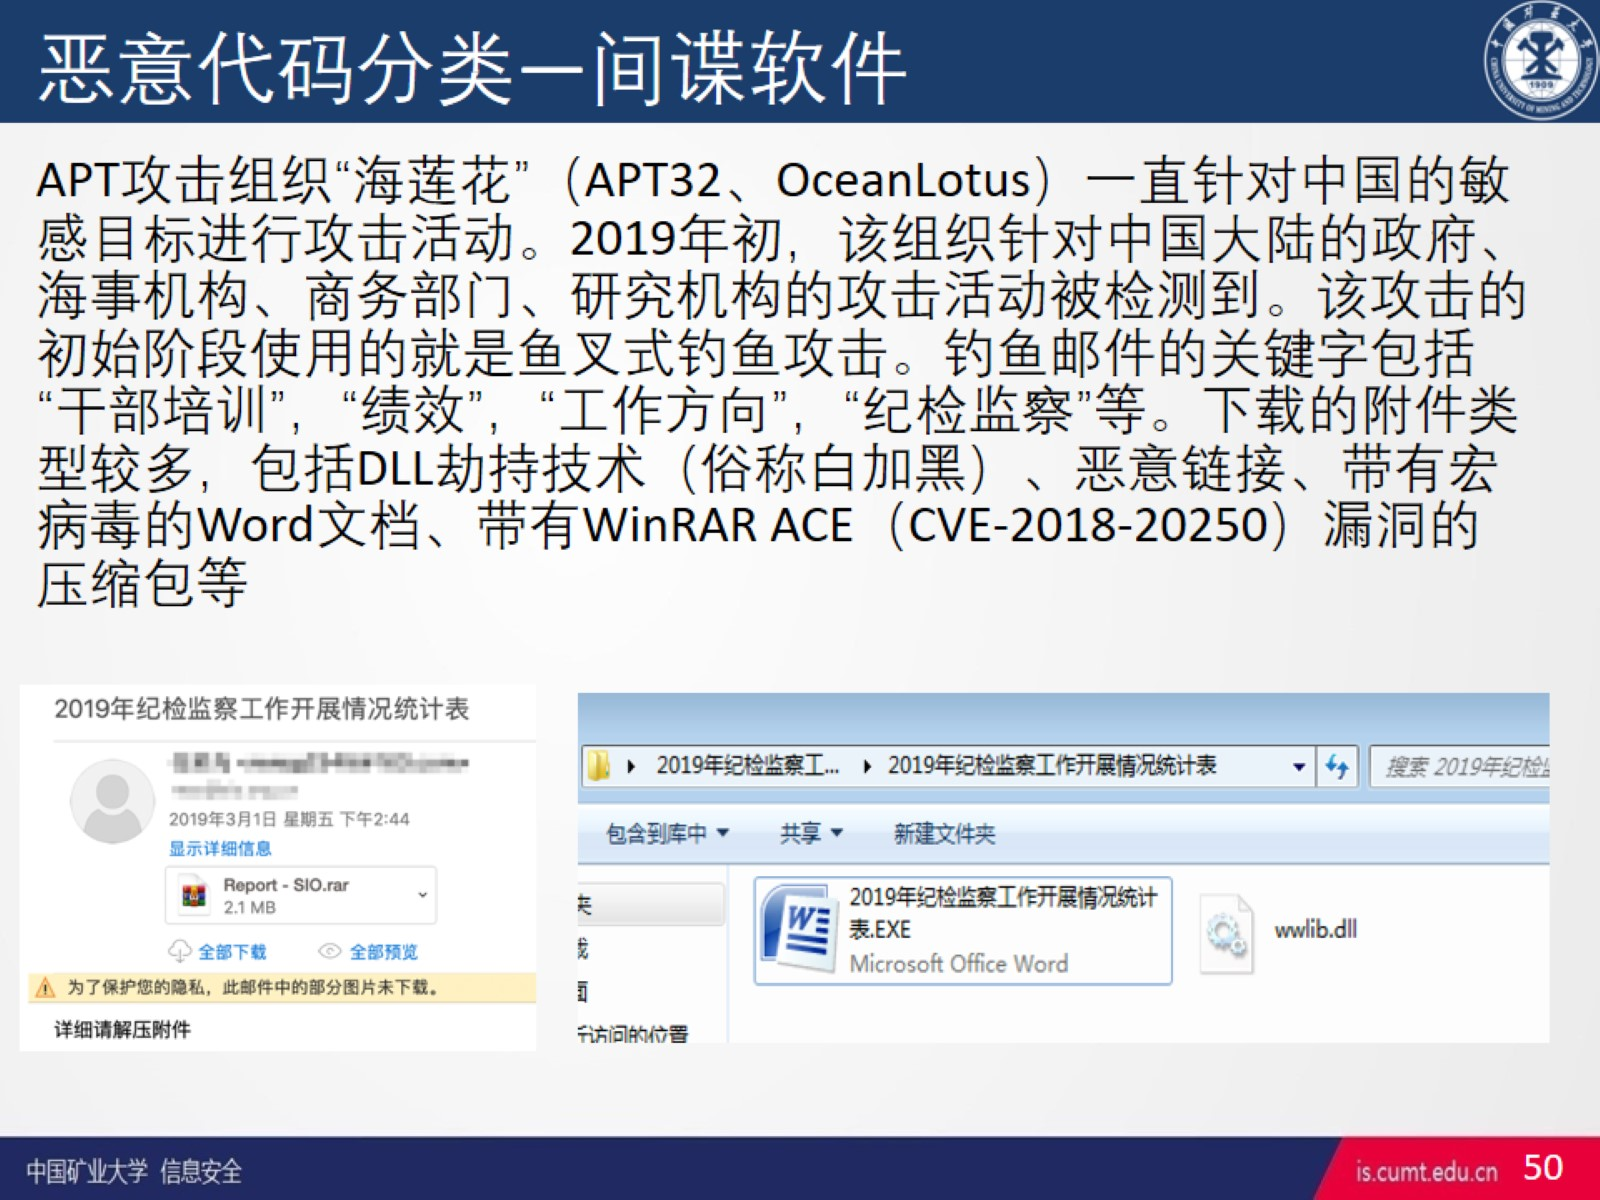 恶意代码分类—间谍软件
1909
APT攻击组织“海莲花”（APT32、OceanLotus）一直针对中国的敏
感目标进行攻击活动。2019年初，该组织针对中国大陆的政府、
海事机构、商务部门、研究机构的攻击活动被检测到。该攻击的
初始阶段使用的就是鱼叉式钓鱼攻击。钓鱼邮件的关键字包括
“干部培训”，“绩效”，“工作方向”，“纪检监察”等。下载的附件类
型较多，包括DLL劫持技术（俗称白加黑）、恶意链接、带有宏
病毒的Word文档、带有WinRAR ACE（CVE-2018-20250）漏洞的
压缩包等
2019年纪检监察工作开展情况统计表
2019年3月1日 星期五 下午2:44
显示详细信息
Report - SIO.rar
2.1 MB
全部下载 全部预览
为了保护您的隐私，此邮件中的部分图片未下载。
详细请解压附件
2019年纪检监察工... 2019年纪检监察工作开展情况统计表
搜索 2019年纪检
包含到库中 共享 新建文件夹
2019年纪检监察工作开展情况统计
表.EXE
Microsoft Office Word
wwlib.dll
访问的位置
中国矿业大学 信息安全
is.cumt.edu.cn 50